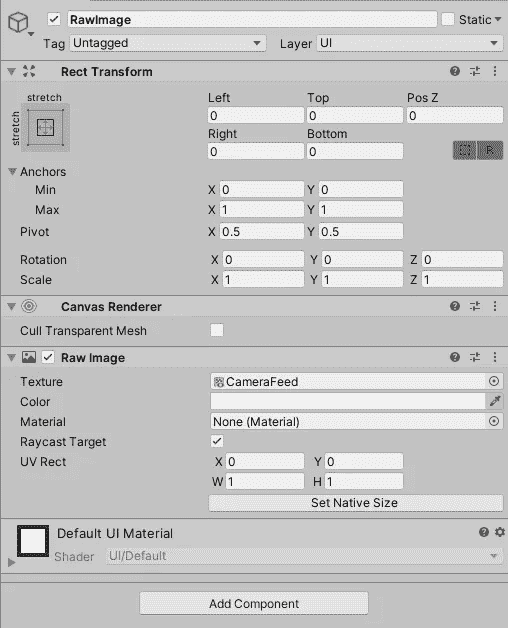 RawImage Static
Tag Untagged Layer UI
Rect Transform
stretch Left Top Pos Z
stretch 0 0 0
Right Bottom
0 0 R
Anchors
Min X 0 Y 0
Max X 1 Y 1
Pivot X 0.5 Y 0.5
Rotation X 0 Y 0 Z 0
Scale X 1 Y 1 Z 1
Canvas Renderer
Cull Transparent Mesh
Raw Image
Texture CameraFeed
Color
Material None (Material)
Raycast Target
UV Rect X 0 Y 0
W 1 H 1
Set Native Size
Default UI Material
Shader UI/Default
Add Component